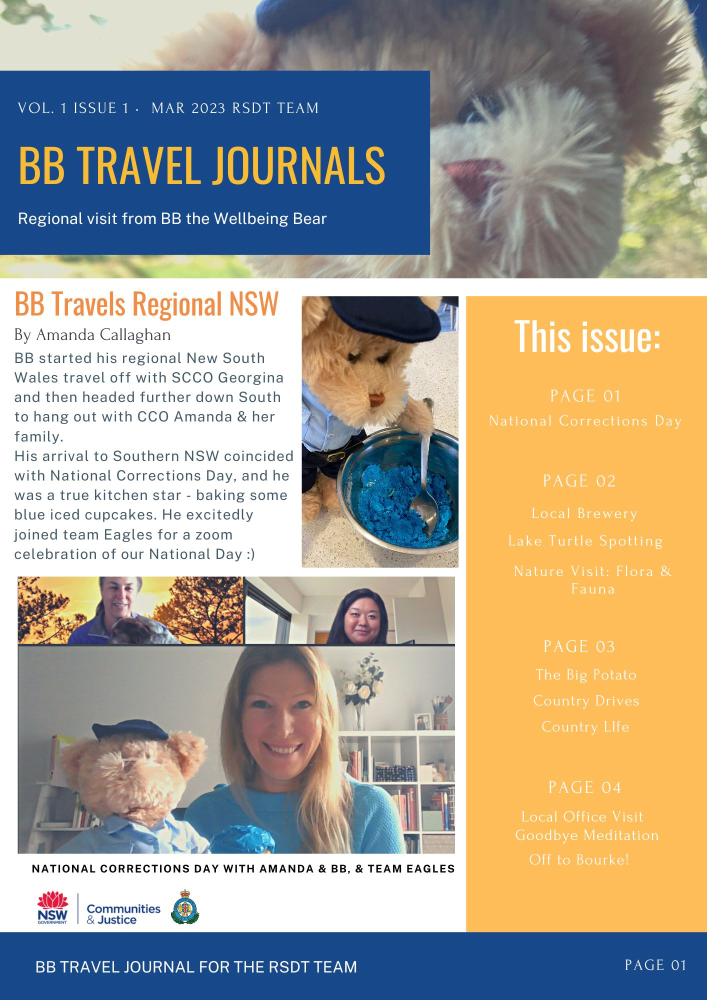 VOL. 1 ISSUE 1 · MAR 2023 RSDT TEAM
BB TRAVEL JOURNALS
Regional visit from BB the Wellbeing Bear
BB Travels Regional NSW
By Amanda Callaghan
BB started his regional New South
Wales travel off with SCCO Georgina
and then headed further down South
to hang out with CCO Amanda & her
family.
His arrival to Southern NSW coincided
with National Corrections Day, and he
was a true kitchen star - baking some
blue iced cupcakes. He excitedly
joined team Eagles for a zoom
celebration of our National Day :)
NATIONAL CORRECTIONS DAY WITH AMANDA & BB, & TEAM EAGLES
NSW
GOVERNMENT
Communities
& Justice
This issue:
PAGE 01
National Corrections Day
PAGE 02
Local Brewery
Lake Turtle Spotting
Nature Visit: Flora &
Fauna
PAGE 03
The Big Potato
Country Drives
Country LIfe
PAGE 04
Local Office Visit
Goodbye Meditation
Off to Bourke!
BB TRAVEL JOURNAL FOR THE RSDT TEAM
PAGE 01